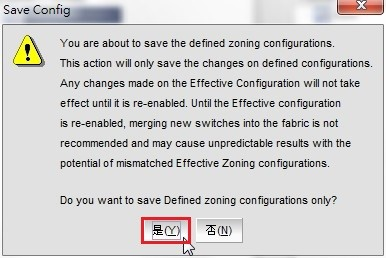 Save Config
You are about to save the defined zoning configurations.
This action will only save the changes on defined configurations.
Any changes made on the Effective Configuration will not take
effect until it is re-enabled. Until the Effective configuration
is re-enabled, merging new switches into the fabric is not
recommended and may cause unpredictable results with the
potential of mismatched Effective Zoning configurations.
Do you want to save Defined zoning configurations only?
是(Y) 否(N)